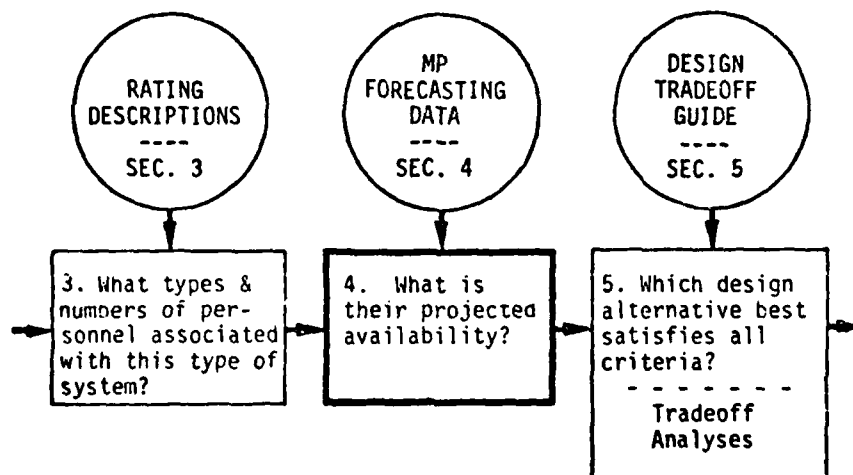 RATING
DESCRIPTIONS
----
SEC. 3
MP
FORECASTING
DATA
----
SEC. 4
DESIGN
TRADEOFF
GUIDE
----
SEC. 5
3. What types &
numbers of per-
sonnel associated
with this type of
system?
4. What is
their projected
availability?
5. Which design
alternative best
satisfies all
criteria?
- - - - - - -
Tradeoff
Analyses